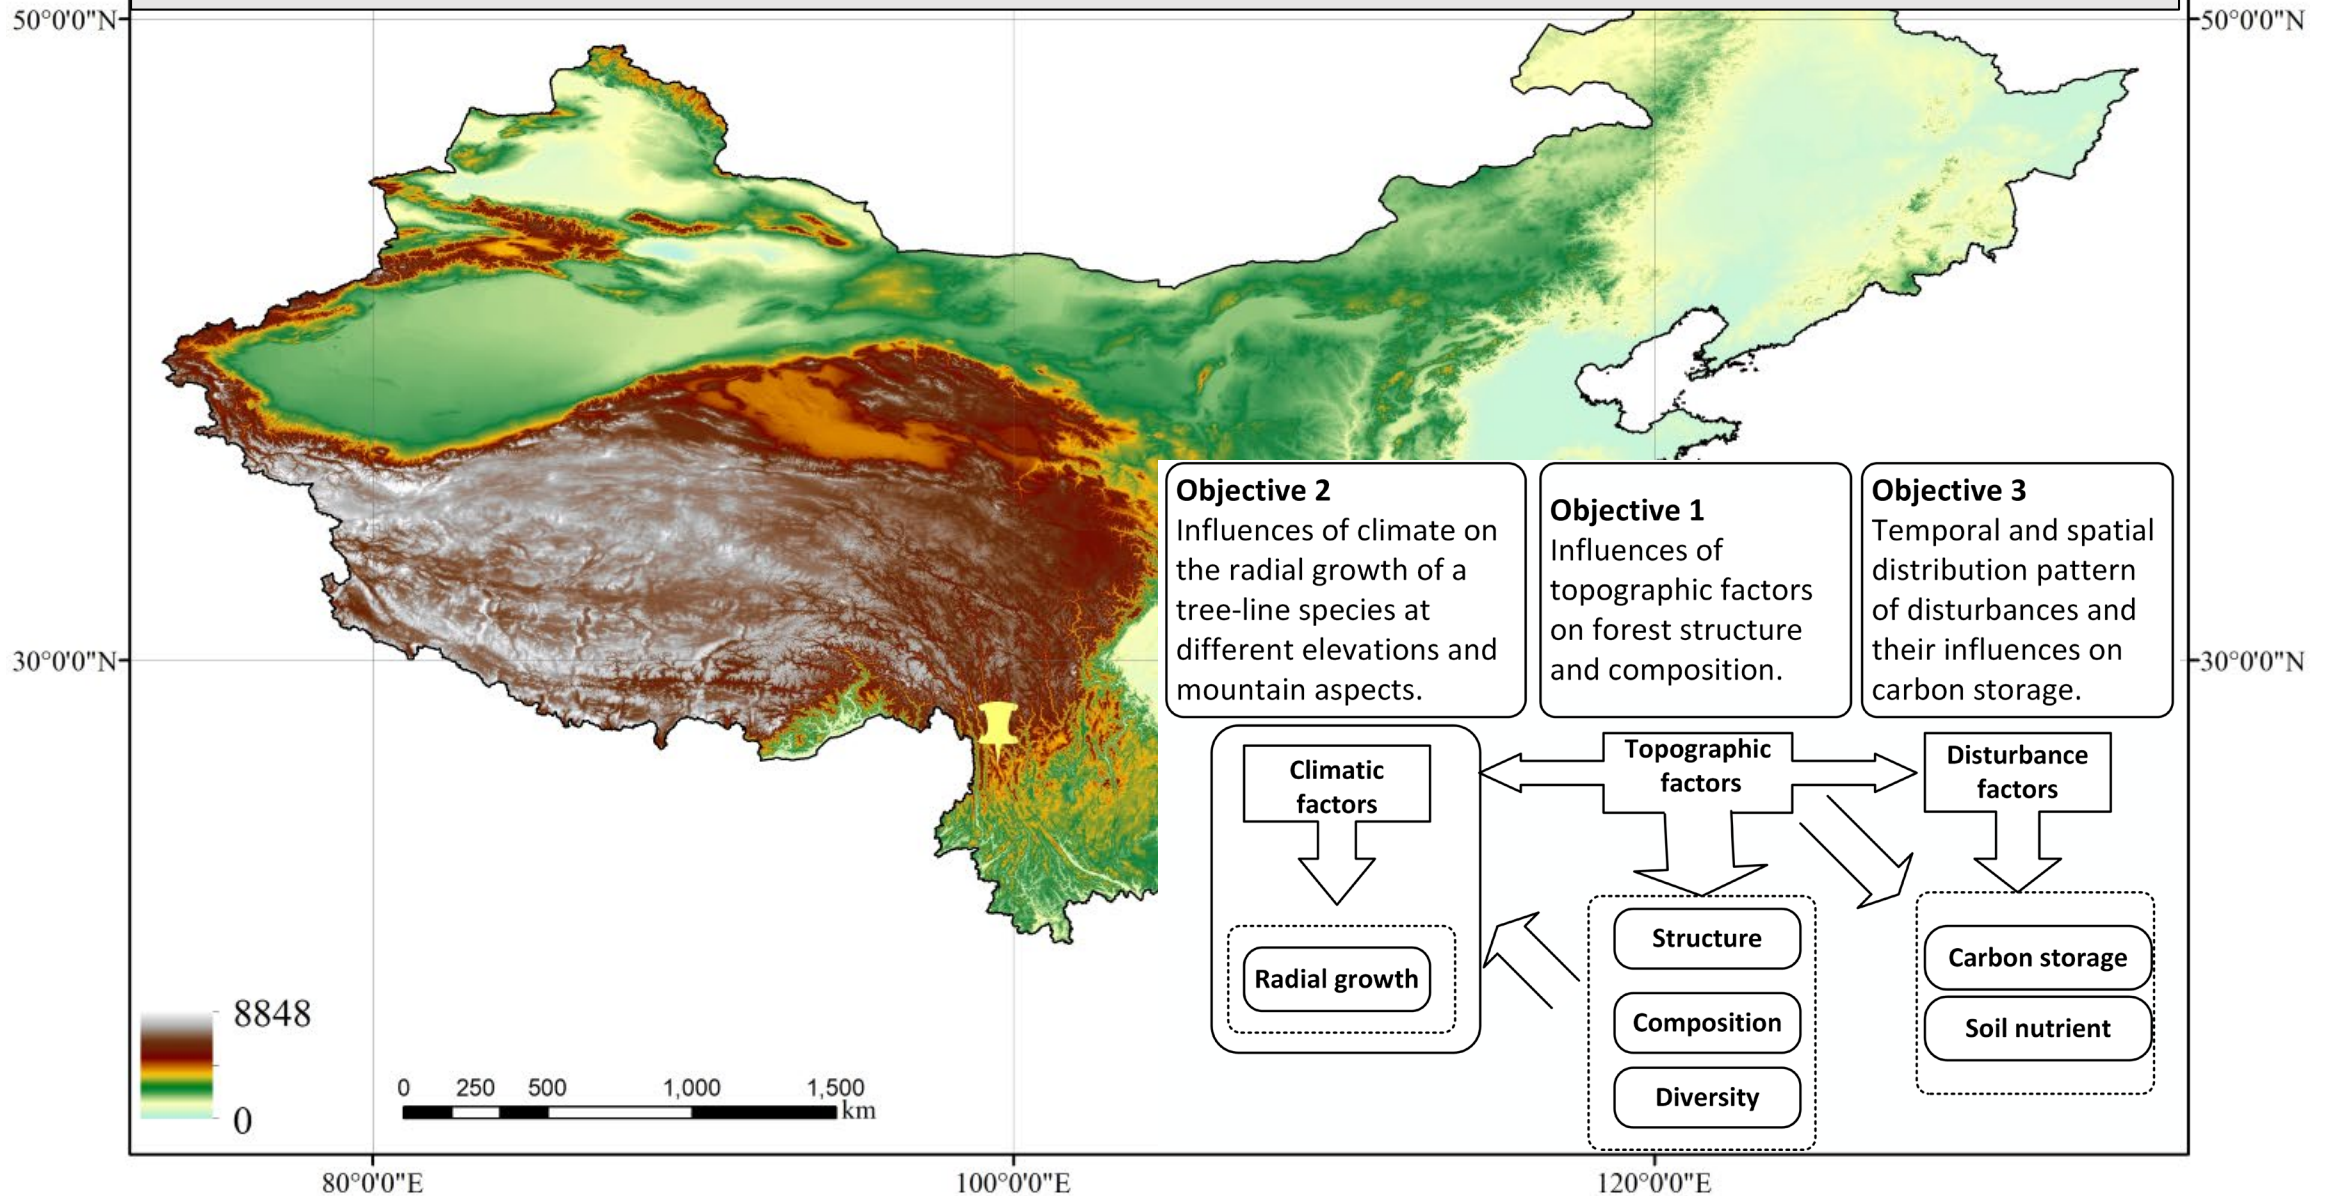 50°0'0"N
50°0'0"N
Objective 2
Influences of climate on
the radial growth of a
tree-line species at
different elevations and
mountain aspects.
Objective 1
Influences of
topographic factors
on forest structure
and composition.
Objective 3
Temporal and spatial
distribution pattern
of disturbances and
their influences on
carbon storage.
30°0'0"N
30°0'0"N
Climatic
factors
Topographic
factors
Disturbance
factors
Radial growth
Structure
Composition
Diversity
Carbon storage
Soil nutrient
8848
0
0 250 500 1,000 1,500
km
80°0'0"E
100°0'0"E
120°0'0"E